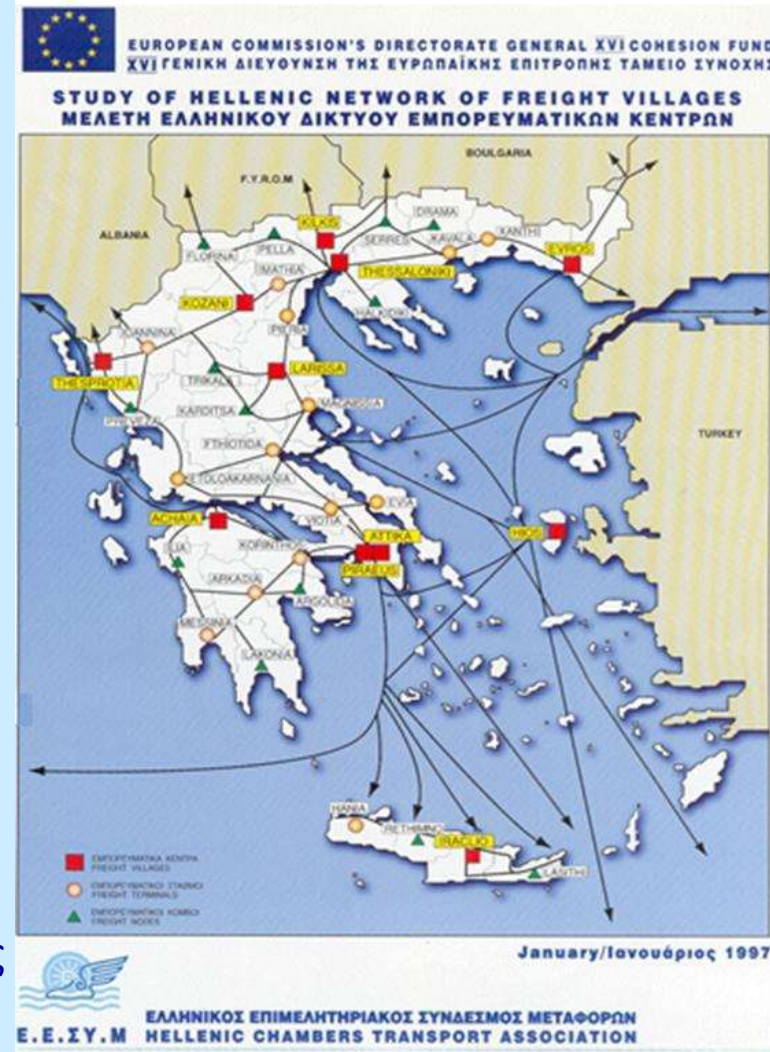 EUROPEAN COMMISSION'S DIRECTORATE GENERAL XVI COHESION FUND
XVI ΓΕΝΙΚΗ ΔΙΕΥΘΥΝΣΗ ΤΗΣ ΕΥΡΩΠΑΪΚΗΣ ΕΠΙΤΡΟΠΗΣ ΤΑΜΕΙΟ ΣΥΝΟΧΗΣ
STUDY OF HELLENIC NETWORK OF FREIGHT VILLAGES
ΜΕΛΕΤΗ ΕΛΛΗΝΙΚΟΥ ΔΙΚΤΥΟΥ ΕΜΠΟΡΕΥΜΑΤΙΚΩΝ ΚΕΝΤΡΩΝ
BOULGARIA
F.Y.R.O.M
ALBANIA
KILKIS
DRAMA
SERRES
KAVALA
XANTHI
EVROS
FLORINA
PELLA
THESSALONIKI
IMATHIA
KOZANI
HALKIDIKI
PIERIA
IOANNINA
LARISSA
THESPROTIA
TRIKALA
PREVEZA
KARDITSA
MAGNISSIA
TURKEY
FTHIOTIDA
ETOLOAKARNANIA
EVIA
VIOTIA
ACHAIA
HIOS
ATTIKA
ILIA
KORINTHOS
PIRAEUS
ARKADIA
ARGOLIDA
MESSINIA
LAKONIA
HANIA
RETHIMNO
IRAKLIO
LASITHI
ΕΜΠΟΡΕΥΜΑΤΙΚΑ ΚΕΝΤΡΑ
FREIGHT VILLAGES
ΕΜΠΟΡΕΥΜΑΤΙΚΟΙ ΣΤΑΘΜΟΙ
FREIGHT TERMINALS
ΕΜΠΟΡΕΥΜΑΤΙΚΟΙ ΚΟΜΒΟΙ
FREIGHT NODES
January/Ιανουάριος 1997
ΕΛΛΗΝΙΚΟΣ ΕΠΙΜΕΛΗΤΗΡΙΑΚΟΣ ΣΥΝΔΕΣΜΟΣ ΜΕΤΑΦΟΡΩΝ
Ε.Ε.ΣΥ.Μ HELLENIC CHAMBERS TRANSPORT ASSOCIATION